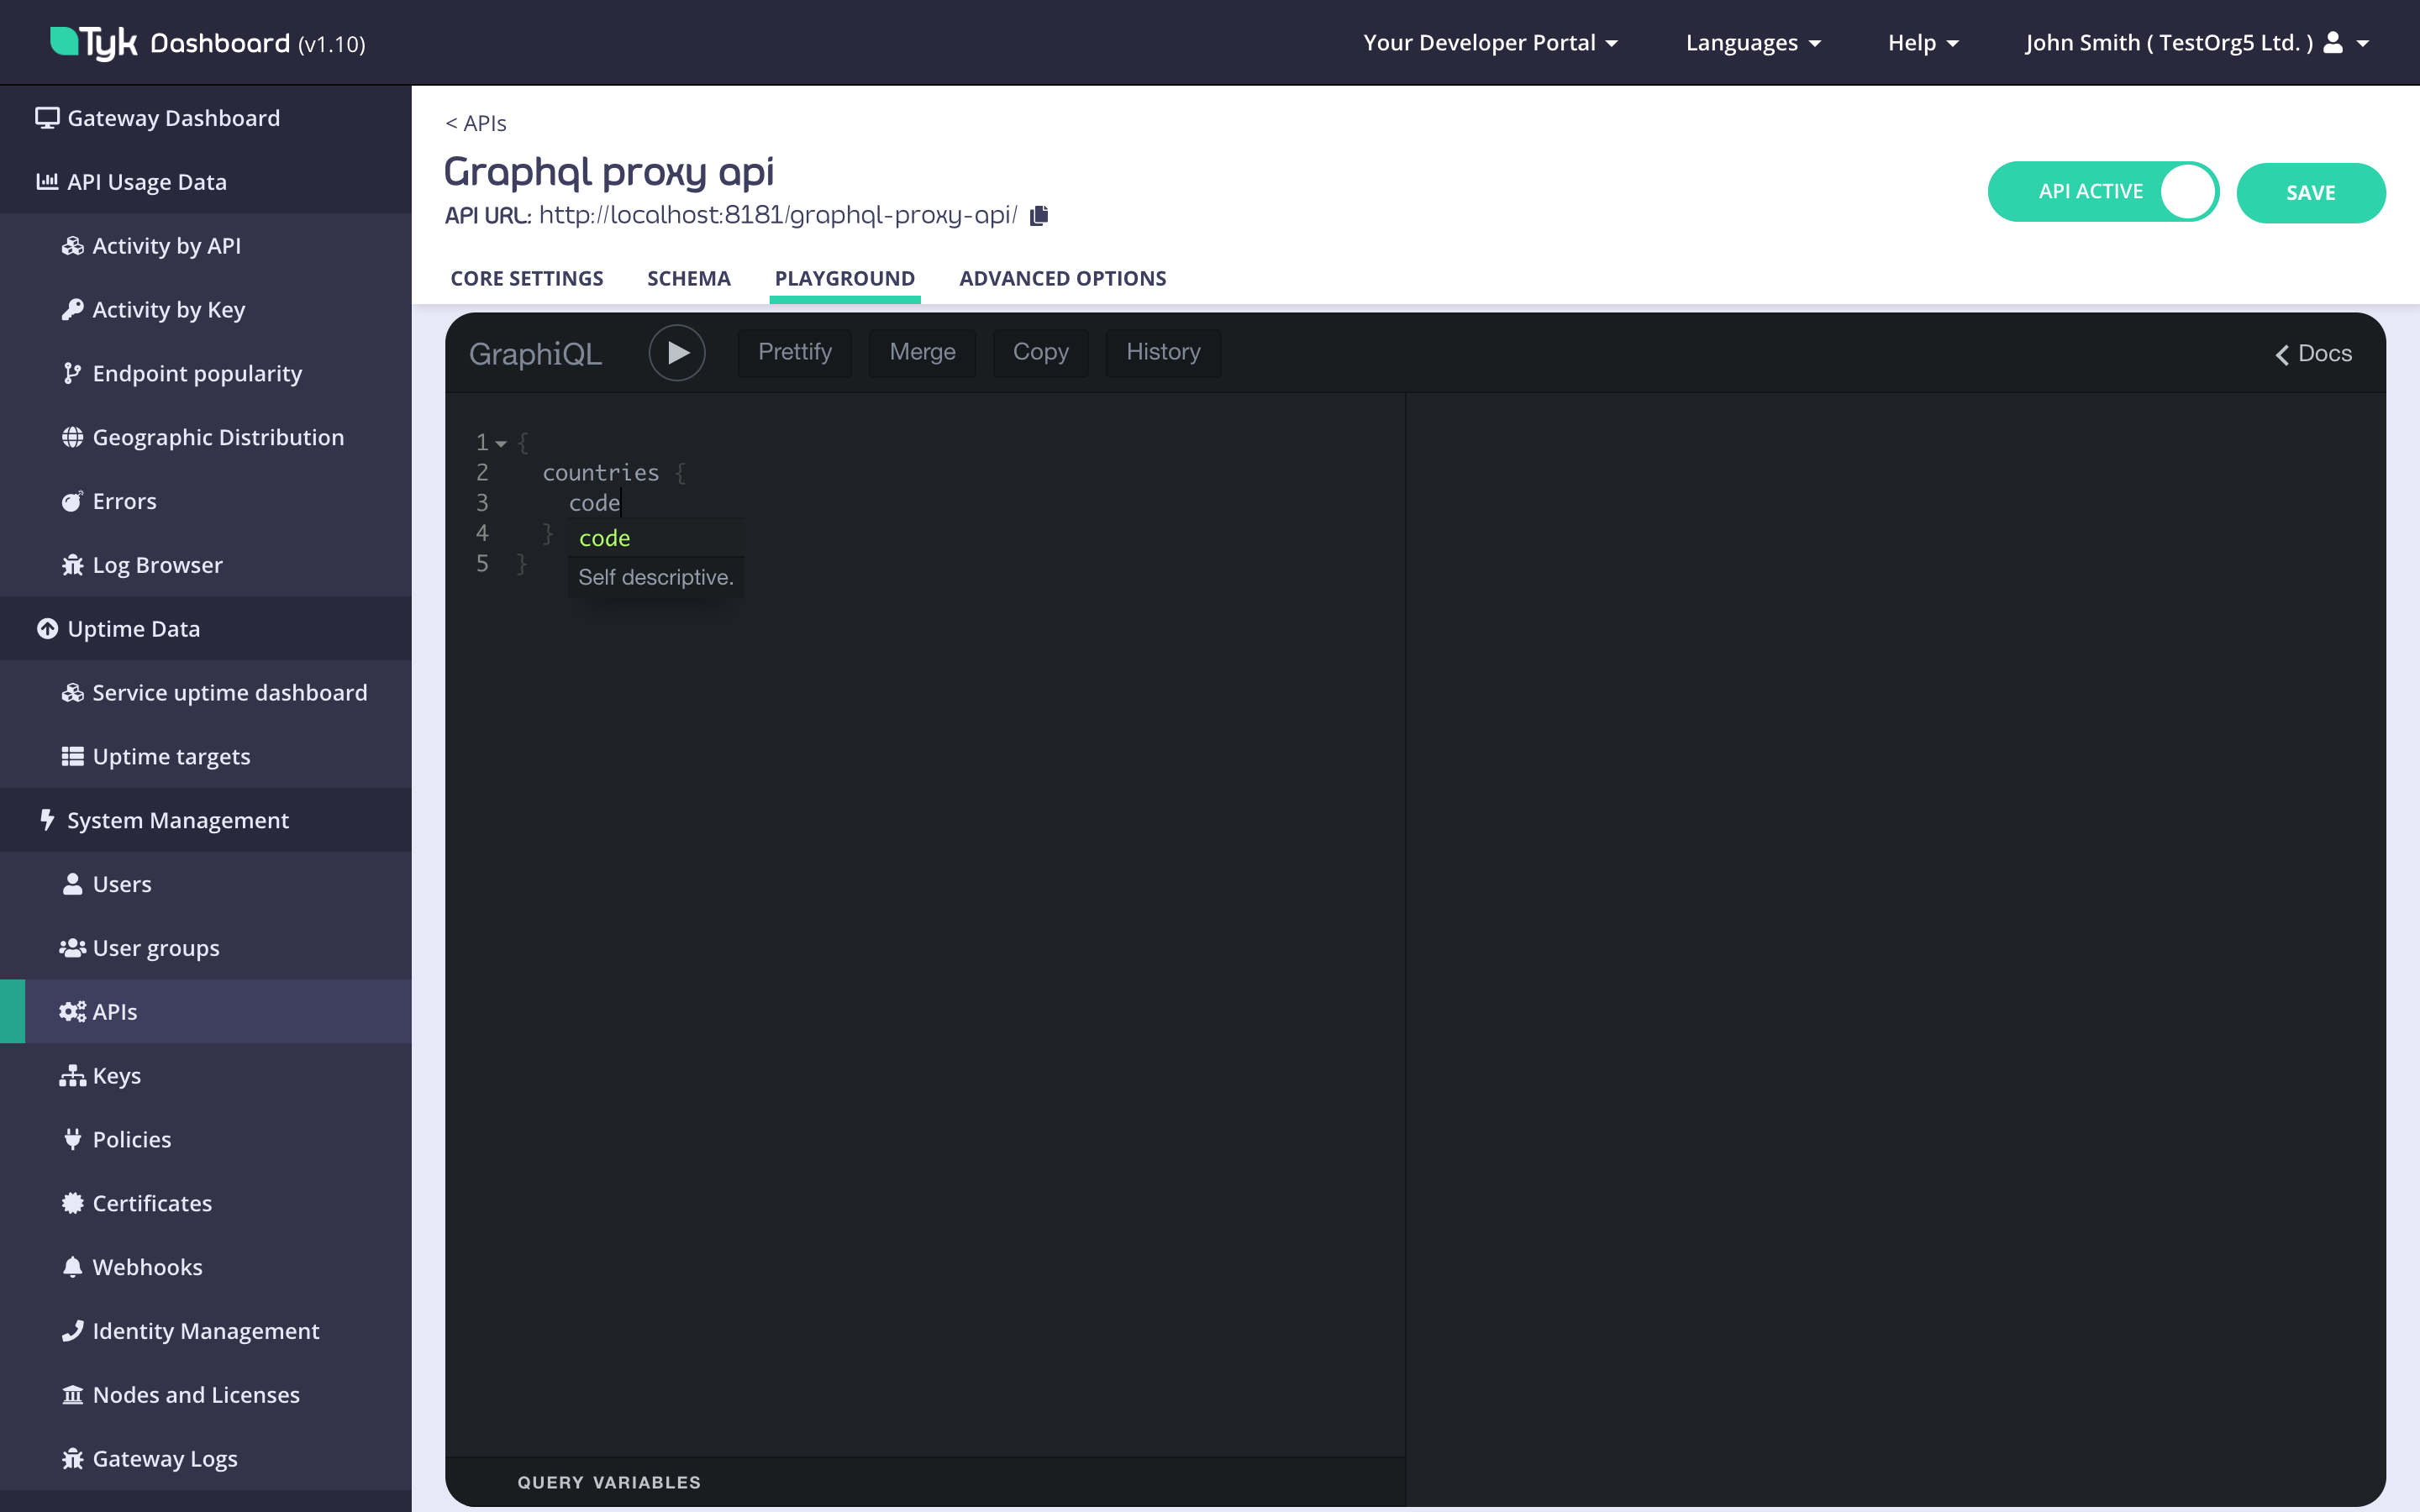 Tyk Dashboard (v1.10)
Your Developer Portal
Languages
Help
John Smith ( TestOrg5 Ltd. )
Gateway Dashboard
API Usage Data
Activity by API
Activity by Key
Endpoint popularity
Geographic Distribution
Errors
Log Browser
Uptime Data
Service uptime dashboard
Uptime targets
System Management
Users
User groups
APIs
Keys
Policies
Certificates
Webhooks
Identity Management
Nodes and Licenses
Gateway Logs
< APIs
Graphql proxy api
API URL: http://localhost:8181/graphql-proxy-api/
API ACTIVE
SAVE
CORE SETTINGS
SCHEMA
PLAYGROUND
ADVANCED OPTIONS
GraphiQL
Prettify
Merge
Copy
History
Docs
1 {
2 countries {
3 code
4 }
5 }
code
Self descriptive.
QUERY VARIABLES